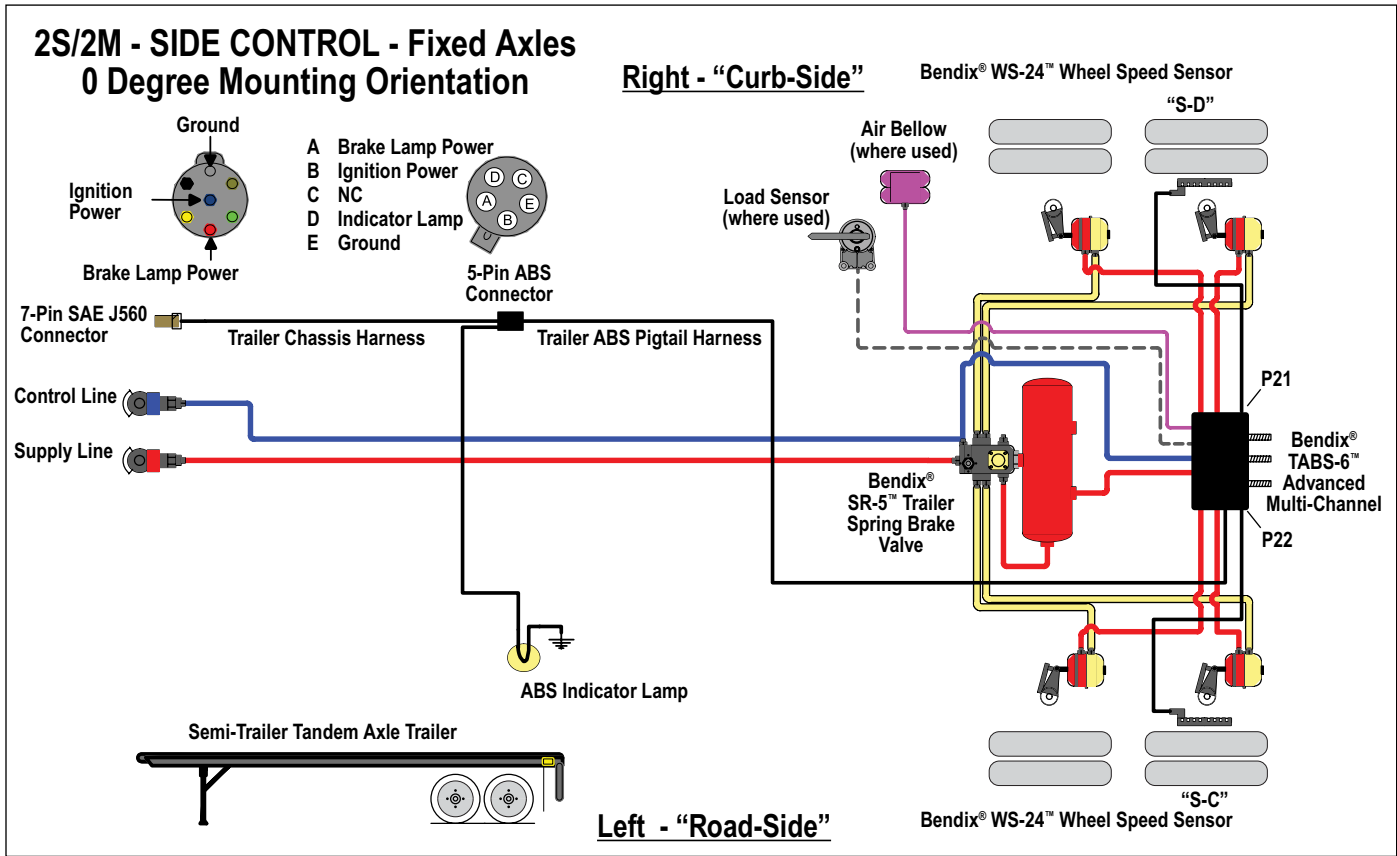 2S/2M - SIDE CONTROL - Fixed Axles
0 Degree Mounting Orientation
Right - “Curb-Side”
Bendix® WS-24™ Wheel Speed Sensor
“S-D”
Ground
Ignition
Power
Brake Lamp Power
A Brake Lamp Power
B Ignition Power
C NC
D Indicator Lamp
E Ground
D C
A E
B
5-Pin ABS
Connector
Air Bellow
(where used)
Load Sensor
(where used)
7-Pin SAE J560
Connector
Trailer Chassis Harness
Trailer ABS Pigtail Harness
Control Line
Supply Line
P21
Bendix®
TABS-6™
Advanced
Multi-Channel
P22
Bendix®
SR-5™ Trailer
Spring Brake
Valve
ABS Indicator Lamp
Semi-Trailer Tandem Axle Trailer
Left - “Road-Side”
“S-C”
Bendix® WS-24™ Wheel Speed Sensor